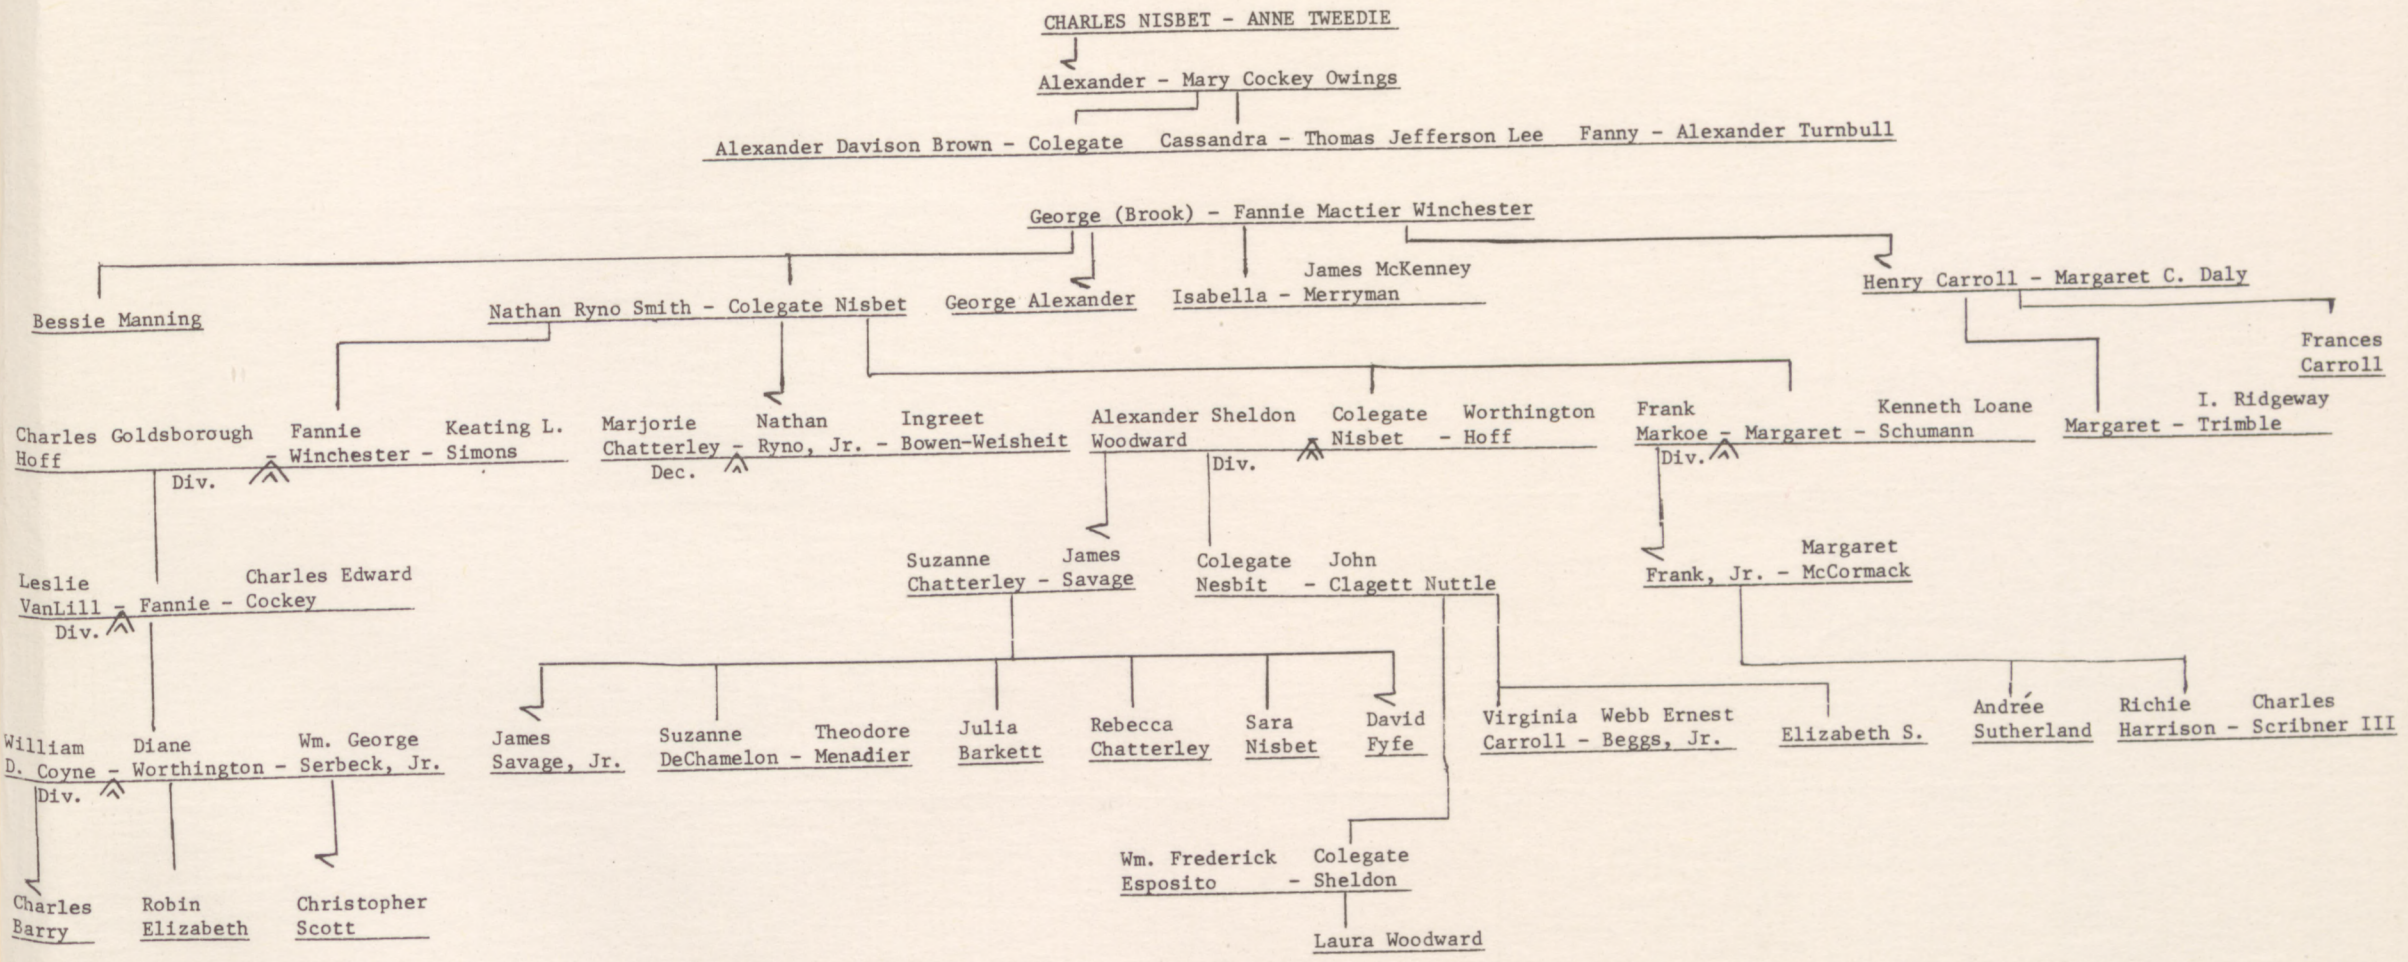 CHARLES NISBET - ANNE TWEEDIE
Alexander - Mary Cockey Owings
Alexander Davison Brown - Colegate Cassandra - Thomas Jefferson Lee Fanny - Alexander Turnbull
George (Brook) - Fannie Mactier Winchester
Bessie Manning
Nathan Ryno Smith - Colegate Nisbet
George Alexander
James McKenney
Isabella - Merryman
Henry Carroll - Margaret C. Daly
Frances
Carroll
Charles Goldsborough Fannie Keating L.
Hoff - Winchester - Simons
Div.
Marjorie Nathan Ingreet
Chatterley - Ryno, Jr. - Bowen-Weisheit
Dec.
Alexander Sheldon Colegate Worthington
Woodward - Nisbet - Hoff
Div.
Frank Kenneth Loane
Markoe - Margaret - Schumann
Div.
I. Ridgeway
Margaret - Trimble
Leslie Charles Edward
VanLill - Fannie - Cockey
Div.
Suzanne James
Chatterley - Savage
Colegate John
Nesbit - Clagett Nuttle
Margaret
Frank, Jr. - McCormack
William Diane Wm. George
D. Coyne - Worthington - Serbeck, Jr.
Div.
James
Savage, Jr.
Suzanne Theodore
DeChamelon - Menadier
Julia
Barkett
Rebecca
Chatterley
Sara
Nisbet
David
Fyfe
Virginia Webb Ernest
Carroll - Beggs, Jr.
Elizabeth S.
Andrée
Sutherland
Richie Charles
Harrison - Scribner III
Wm. Frederick Colegate
Esposito - Sheldon
Charles
Barry
Robin
Elizabeth
Christopher
Scott
Laura Woodward